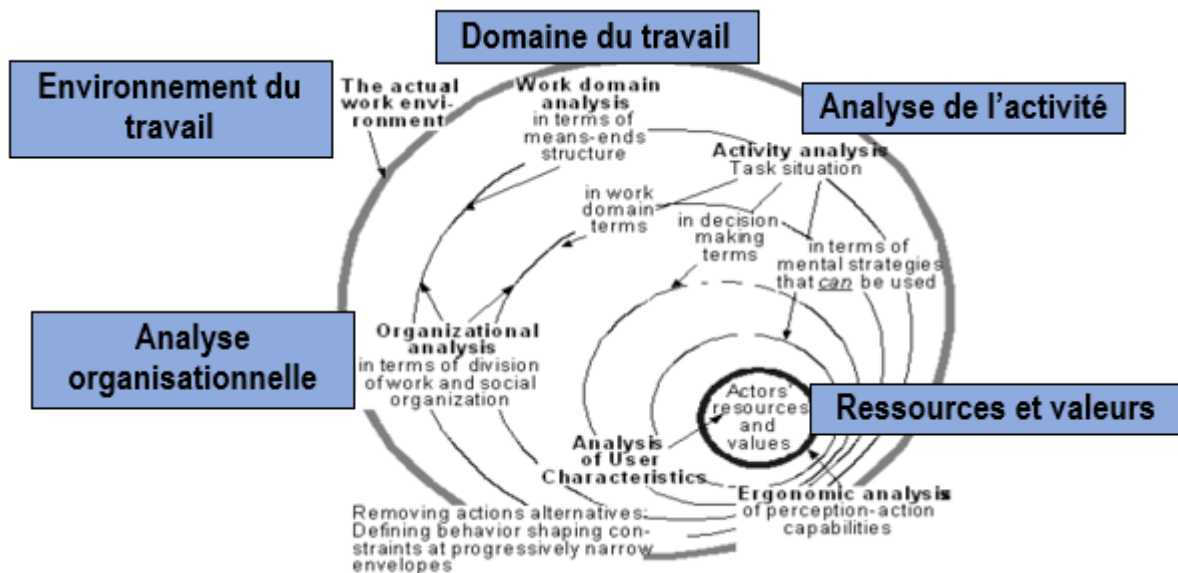 Domaine du travail
Environnement du
travail
The actual
work envi-
ronment
Work domain
analysis
in terms of
means-ends
structure
Analyse de l’activité
Activity analysis
Task situation
in work
domain
terms
in decision
making
terms
in terms of
mental strategies
that can be used
Analyse
organisationnelle
Organizational
analysis
in terms of division
of work and social
organization
Actors'
resources
and
values
Ressources et valeurs
Analysis
of User
Characteristics
Ergonomic analysis
of perception-action
capabilities
Removing actions alternatives:
Defining behavior shaping con-
straints at progressively narrow
envelopes